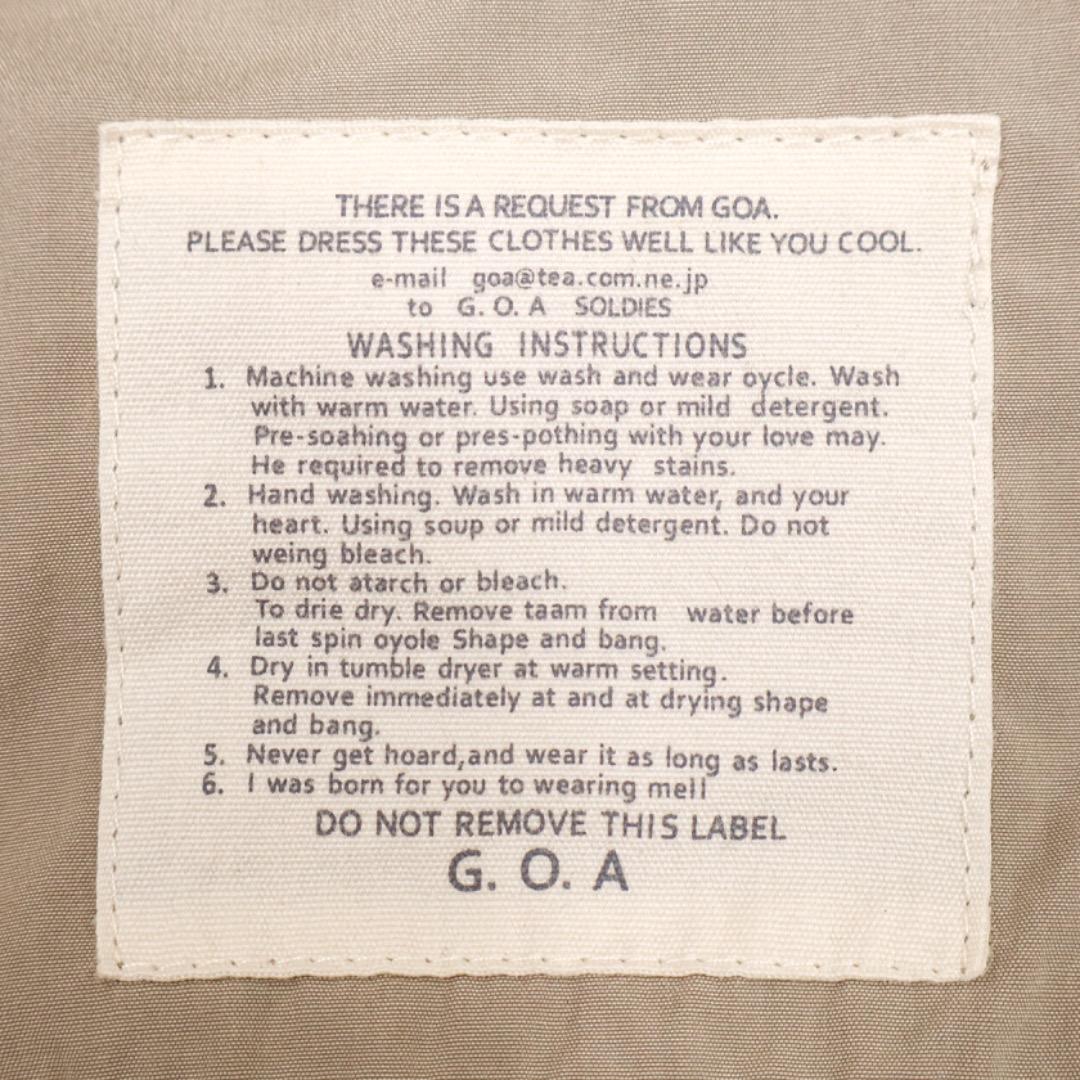 THERE IS A REQUEST FROM GOA.
PLEASE DRESS THESE CLOTHES WELL LIKE YOU COOL.
e-mail goa@tea.com.ne.jp
to G. O. A SOLDIES
WASHING INSTRUCTIONS
1. Machine washing use wash and wear oycle. Wash
with warm water. Using soap or mild detergent.
Pre-soahing or pres-pothing with your love may.
He required to remove heavy stains.
2. Hand washing. Wash in warm water, and your
heart. Using soup or mild detergent. Do not
weing bleach.
3. Do not atarch or bleach.
To drie dry. Remove taam from water before
last spin oyole Shape and bang.
4. Dry in tumble dryer at warm setting.
Remove immediately at and at drying shape
and bang.
5. Never get hoard,and wear it as long as lasts.
6. I was born for you to wearing mell
DO NOT REMOVE THIS LABEL
G. O. A